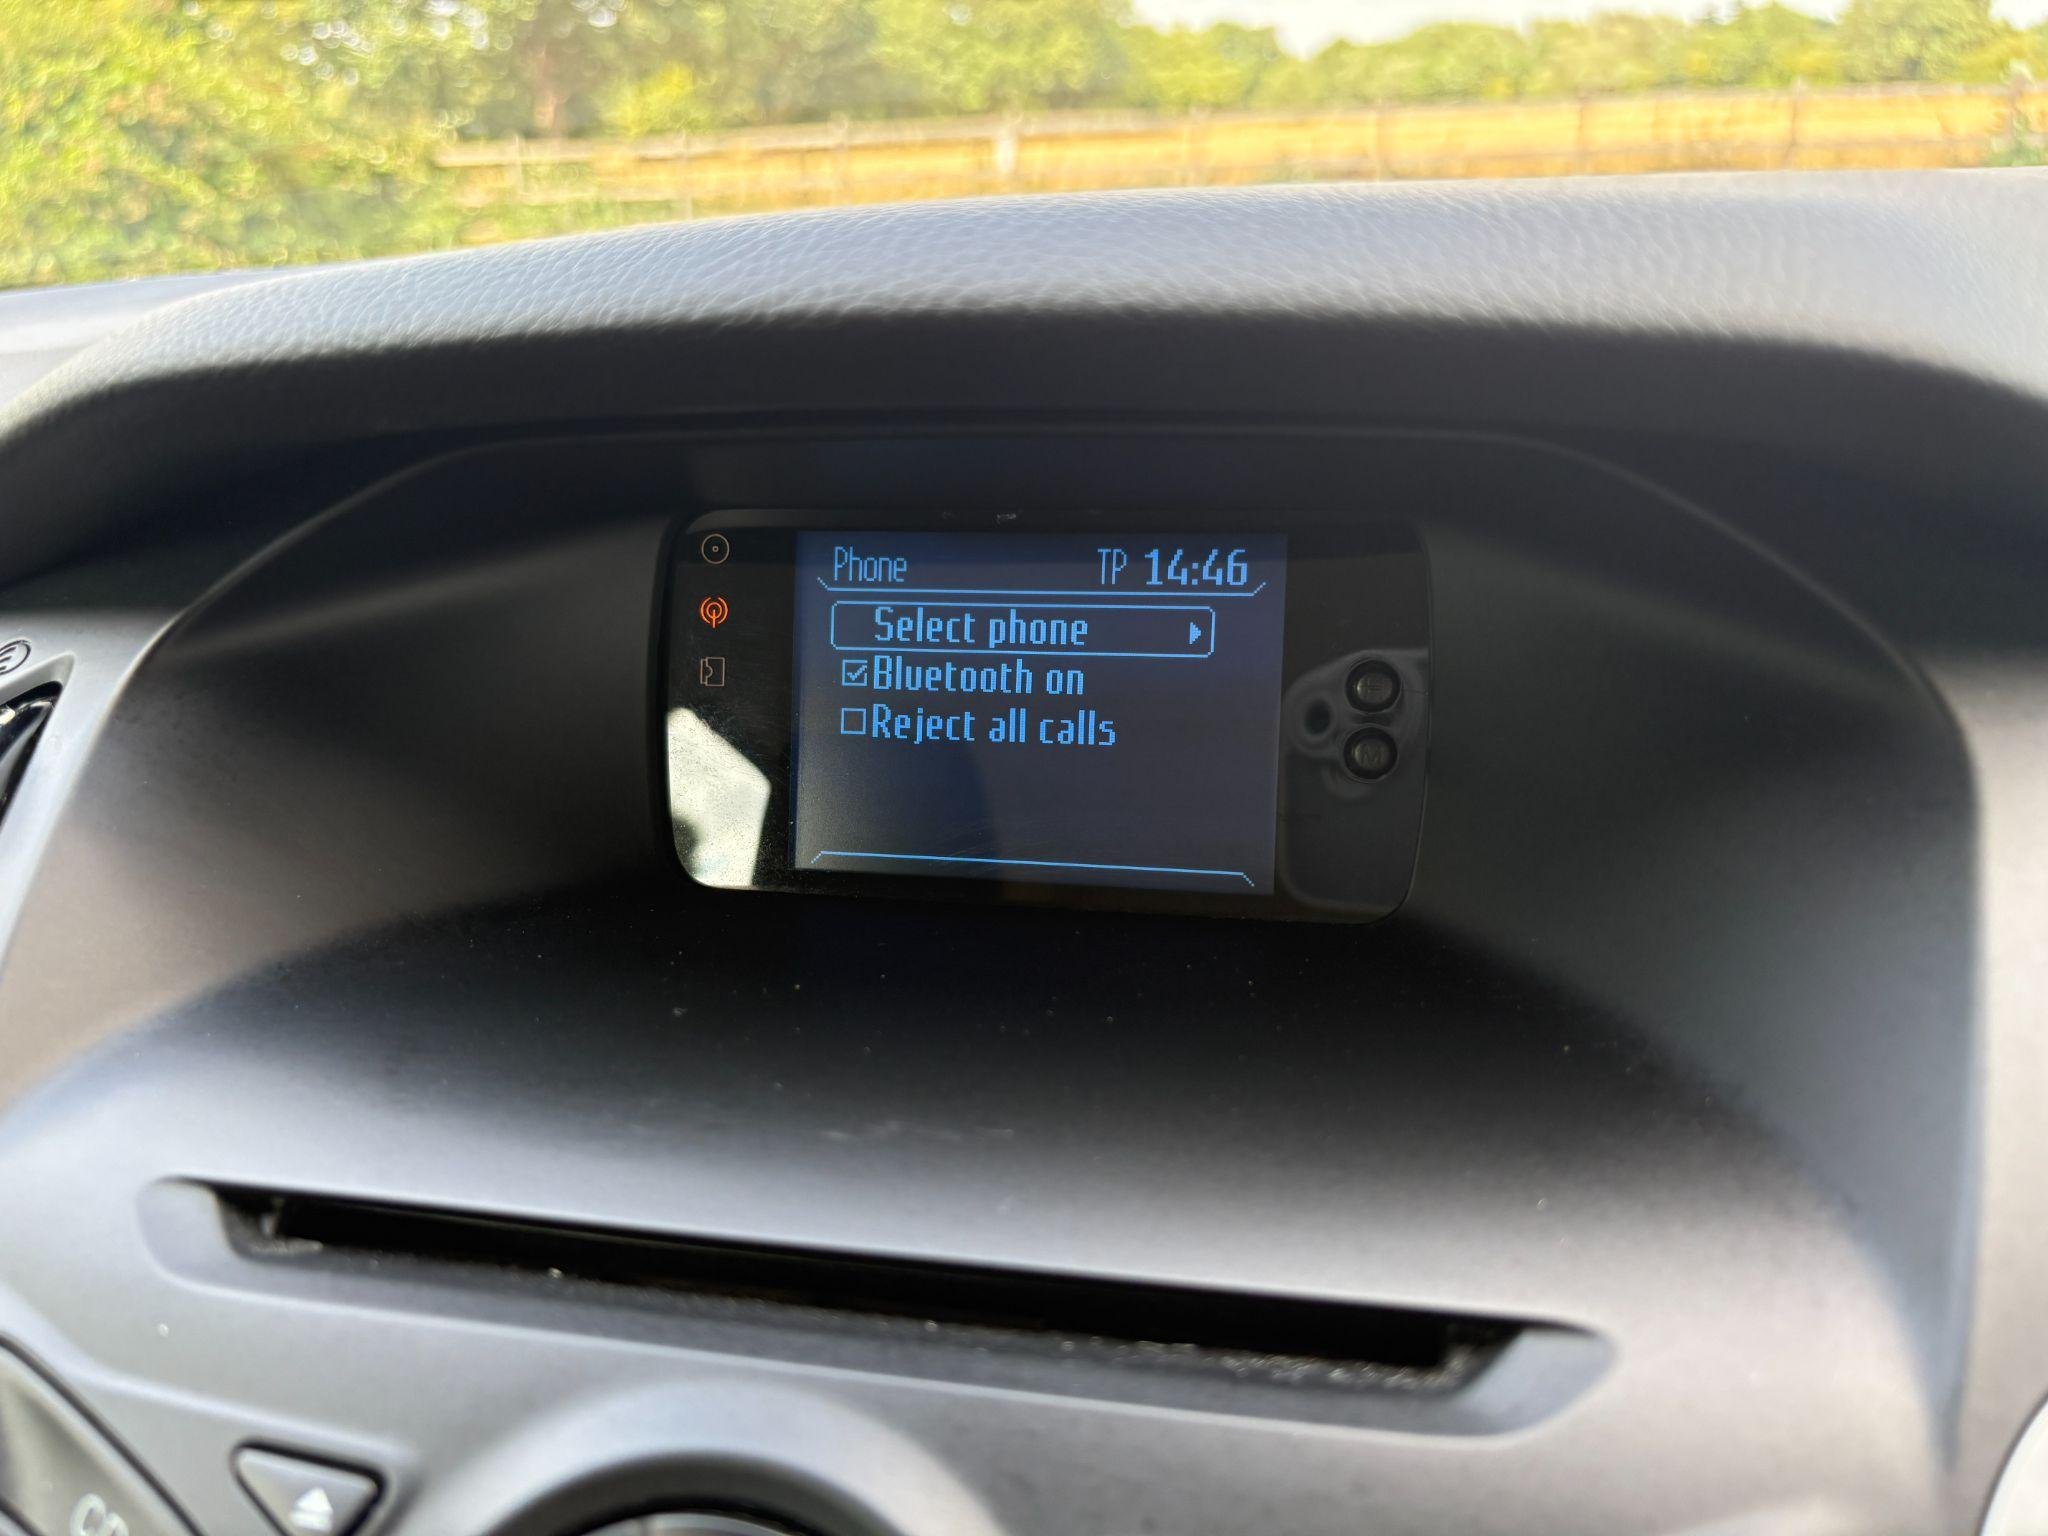 Phone TP 14:46
Select phone
Bluetooth on
Reject all calls
H
M